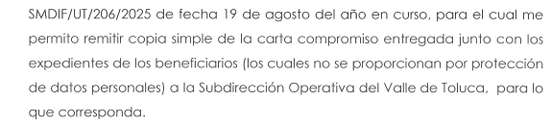 SMDIF/UT/206/2025 de fecha 19 de agosto del año en curso, para el cual me
permito remitir copia simple de la carta compromiso entregada junto con los
expedientes de los beneficiarios (los cuales no se proporcionan por protección
de datos personales) a la Subdirección Operativa del Valle de Toluca, para lo
que corresponda.